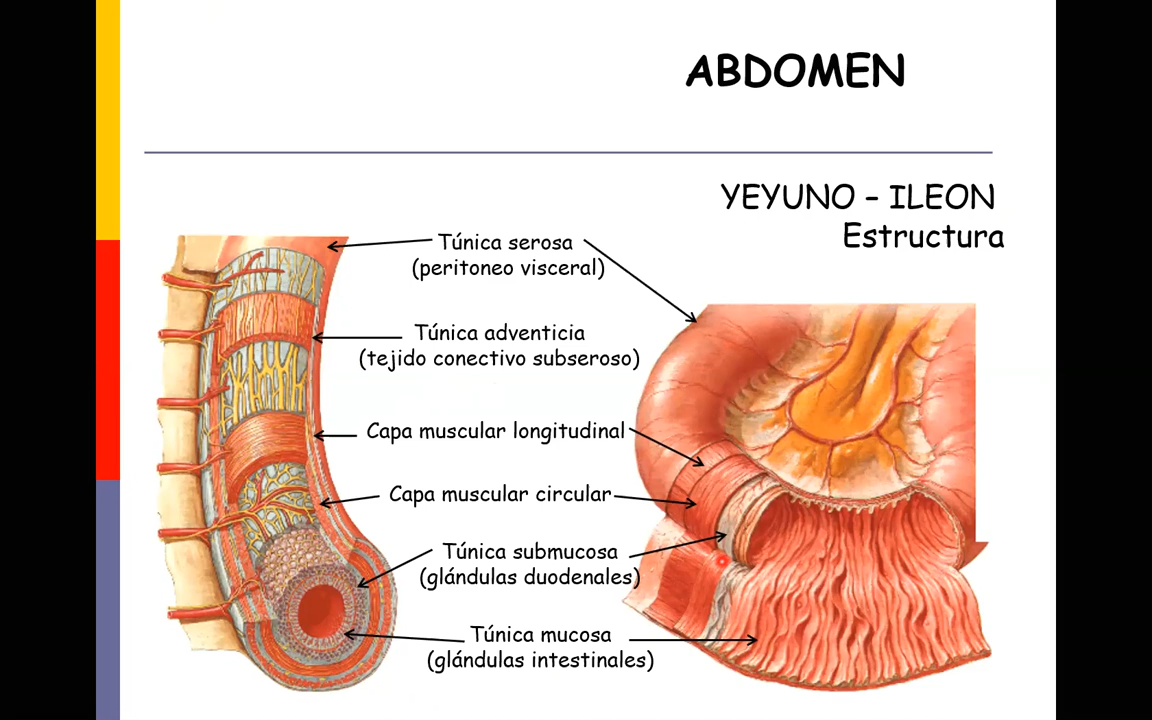 ABDOMEN
YEYUNO – ILEON
Estructura
Túnica serosa
(peritoneo visceral)
Túnica adventicia
(tejido conectivo subseroso)
Capa muscular longitudinal
Capa muscular circular
Túnica submucosa
(glándulas duodenales)
Túnica mucosa
(glándulas intestinales)